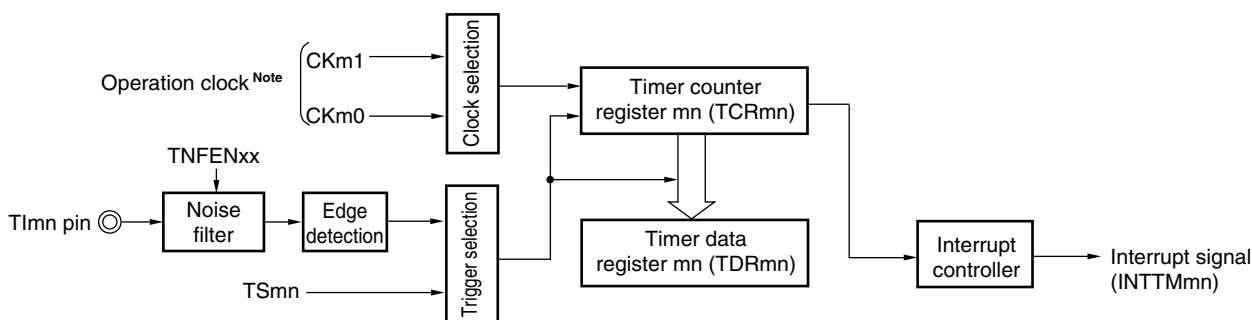 Operation clock Note
CKm1
CKm0
Clock selection
Timer counter
register mn (TCRmn)
TNFENxx
TImn pin
Noise
filter
Edge
detection
TSmn
Trigger selection
Timer data
register mn (TDRmn)
Interrupt
controller
Interrupt signal
(INTTMmn)